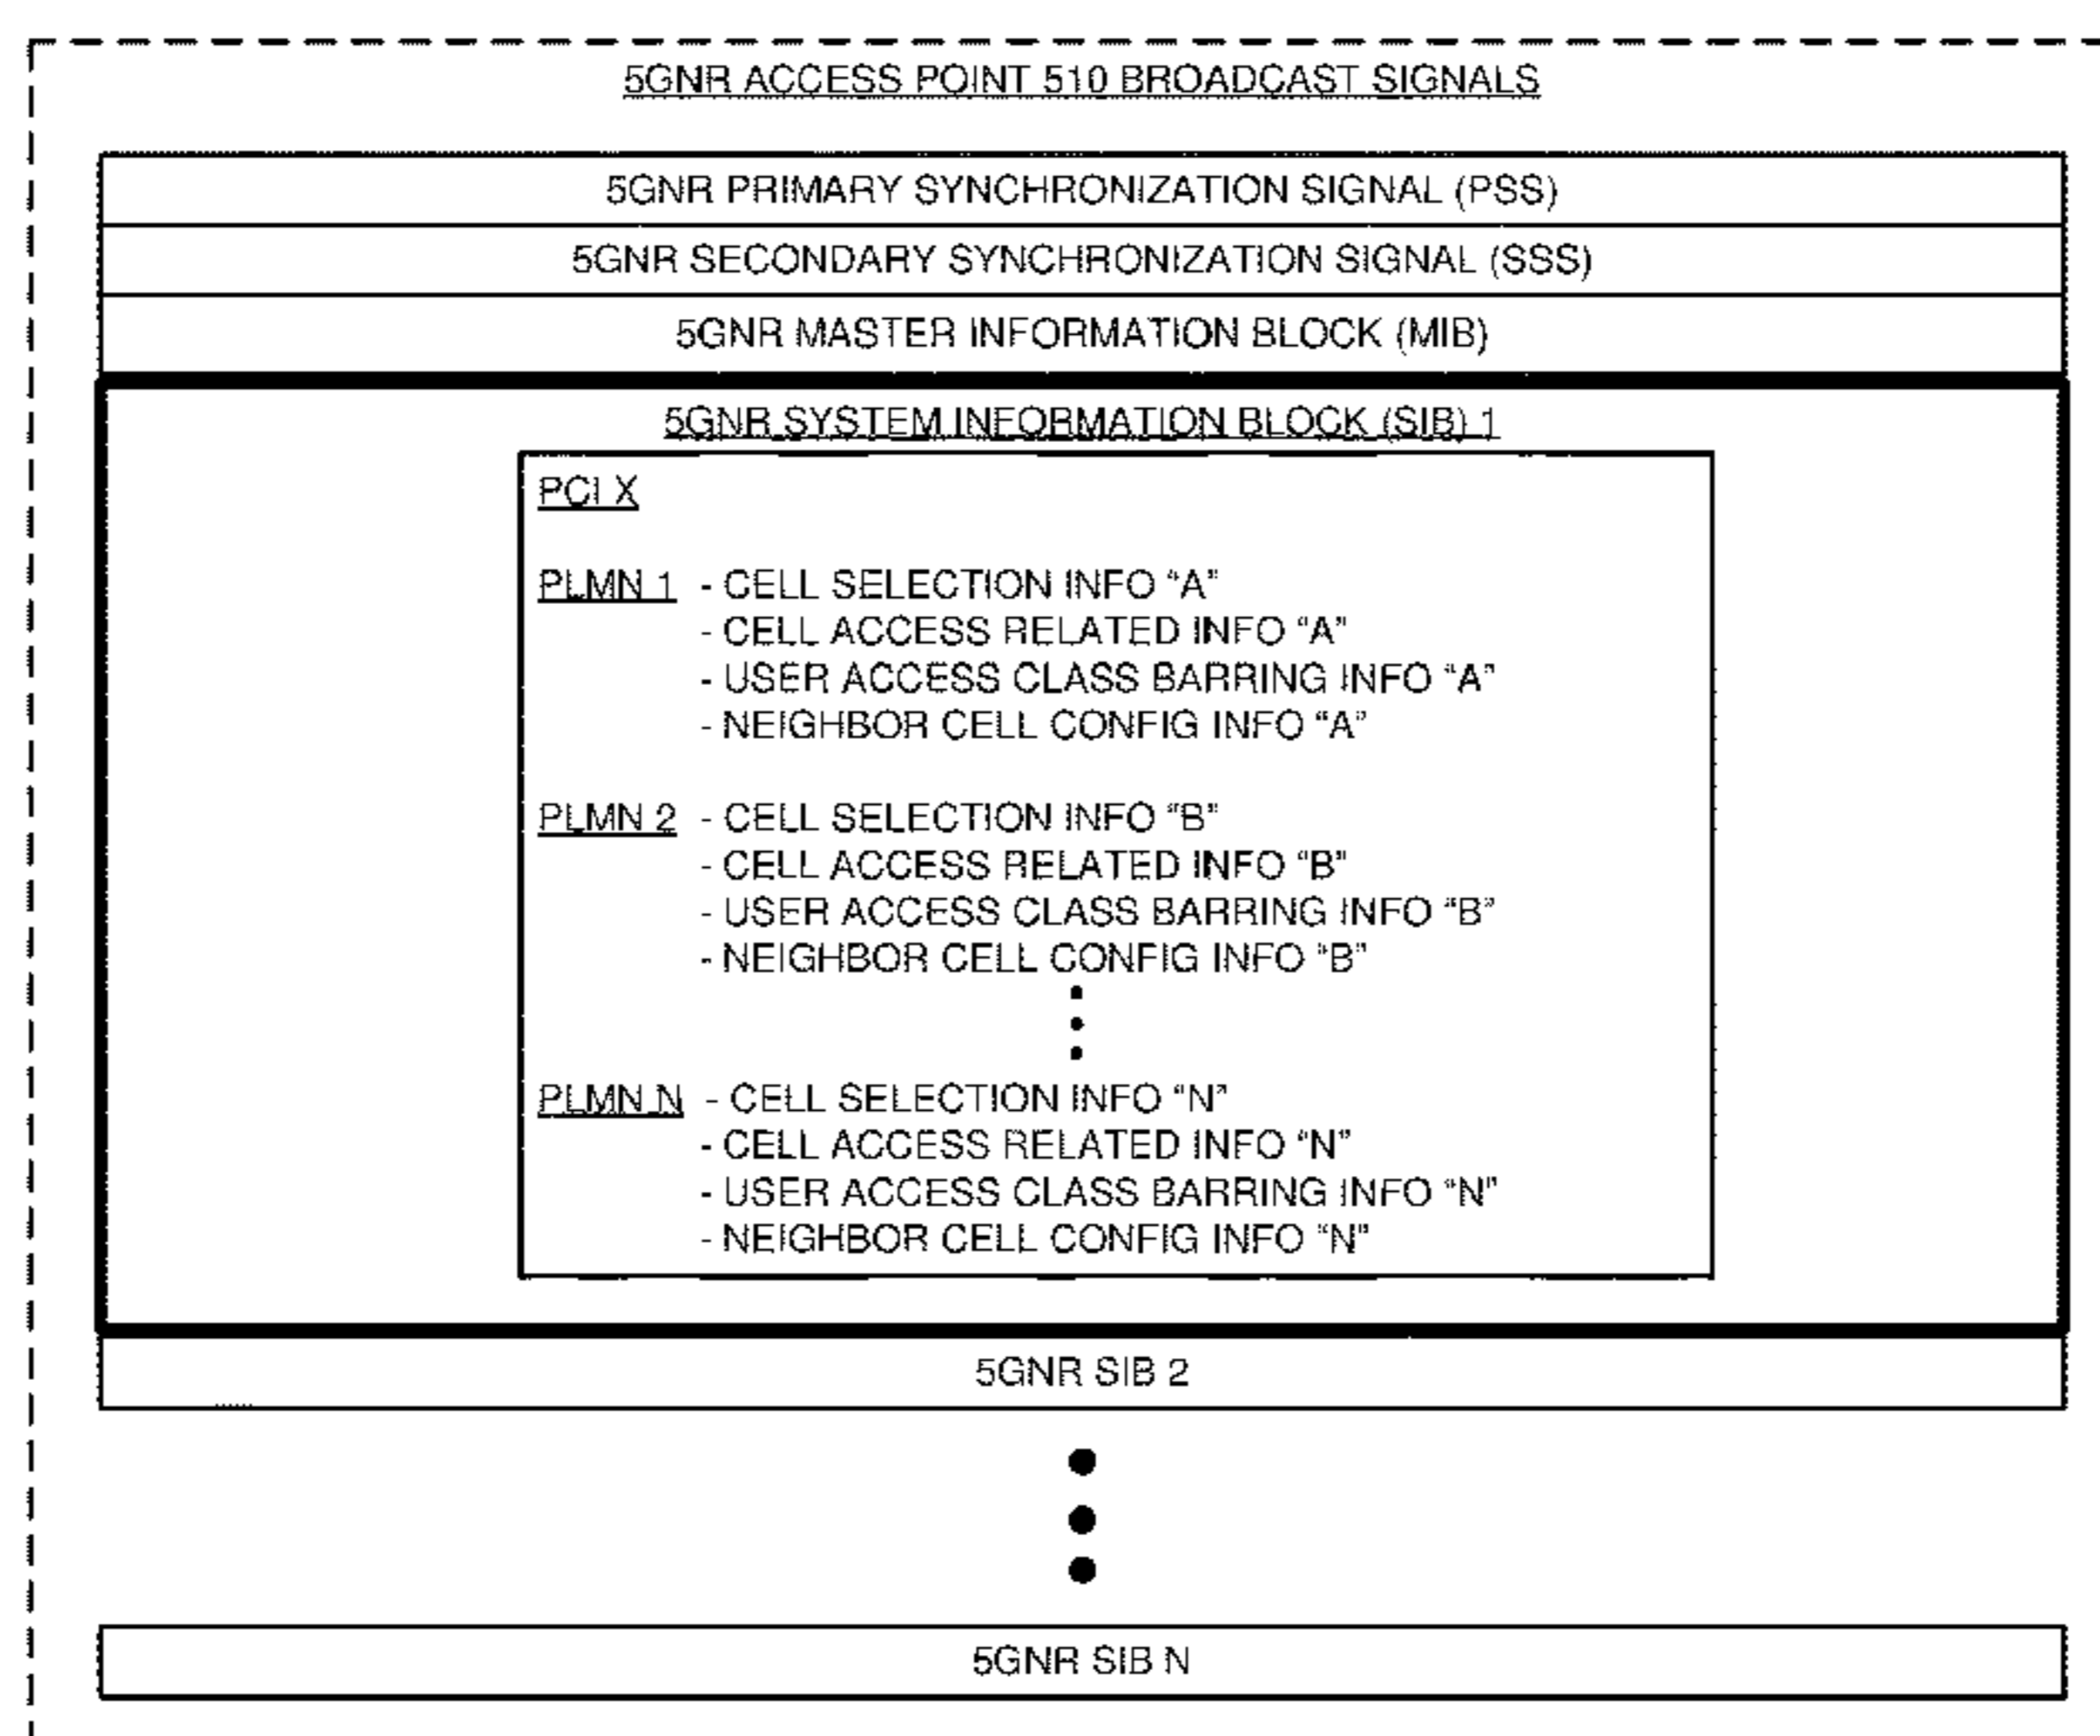 5GNR ACCESS POINT 510 BROADCAST SIGNALS
5GNR PRIMARY SYNCHRONIZATION SIGNAL (PSS)
5GNR SECONDARY SYNCHRONIZATION SIGNAL (SSS)
5GNR MASTER INFORMATION BLOCK (MIB)
5GNR SYSTEM INFORMATION BLOCK (SIB) 1
PCI X
PLMN 1 - CELL SELECTION INFO “A”
- CELL ACCESS RELATED INFO “A”
- USER ACCESS CLASS BARRING INFO “A”
- NEIGHBOR CELL CONFIG INFO “A”
PLMN 2 - CELL SELECTION INFO “B”
- CELL ACCESS RELATED INFO “B”
- USER ACCESS CLASS BARRING INFO “B”
- NEIGHBOR CELL CONFIG INFO “B”
PLMN N - CELL SELECTION INFO “N”
- CELL ACCESS RELATED INFO “N”
- USER ACCESS CLASS BARRING INFO “N”
- NEIGHBOR CELL CONFIG INFO “N”
5GNR SIB 2
5GNR SIB N